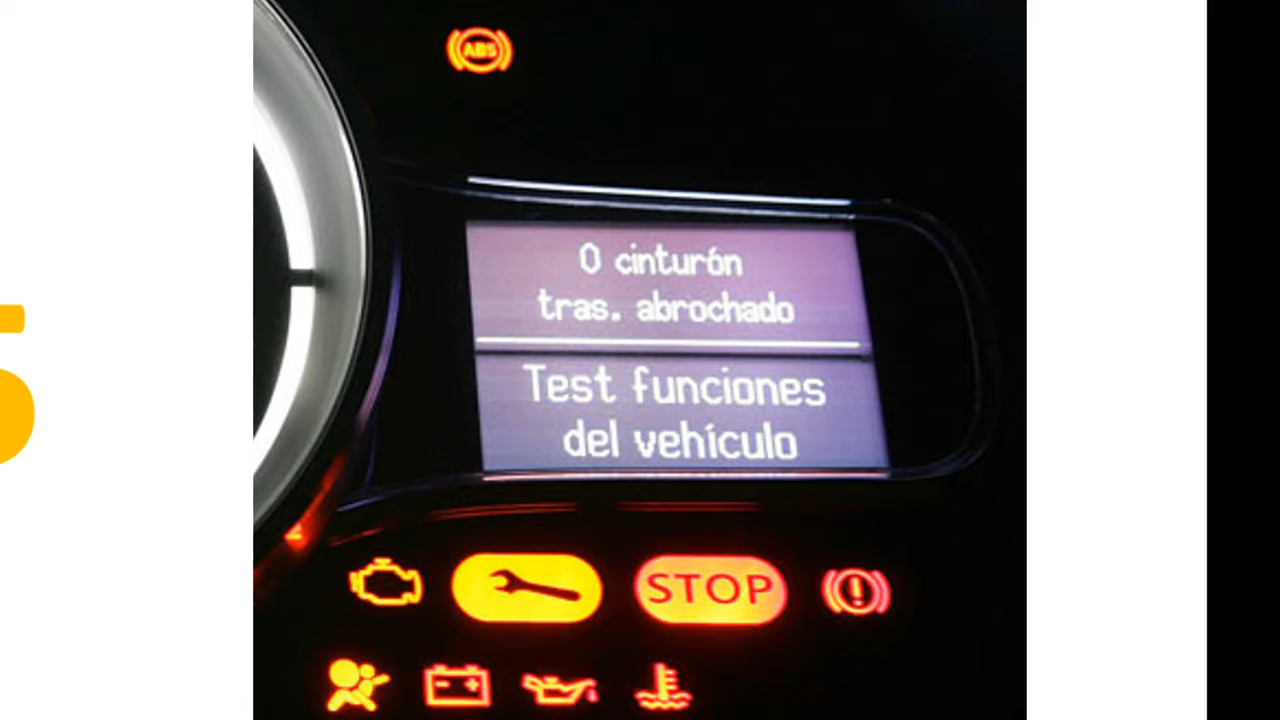 ABS
0 cinturón
tras. abrochado
Test funciones
del vehículo
STOP